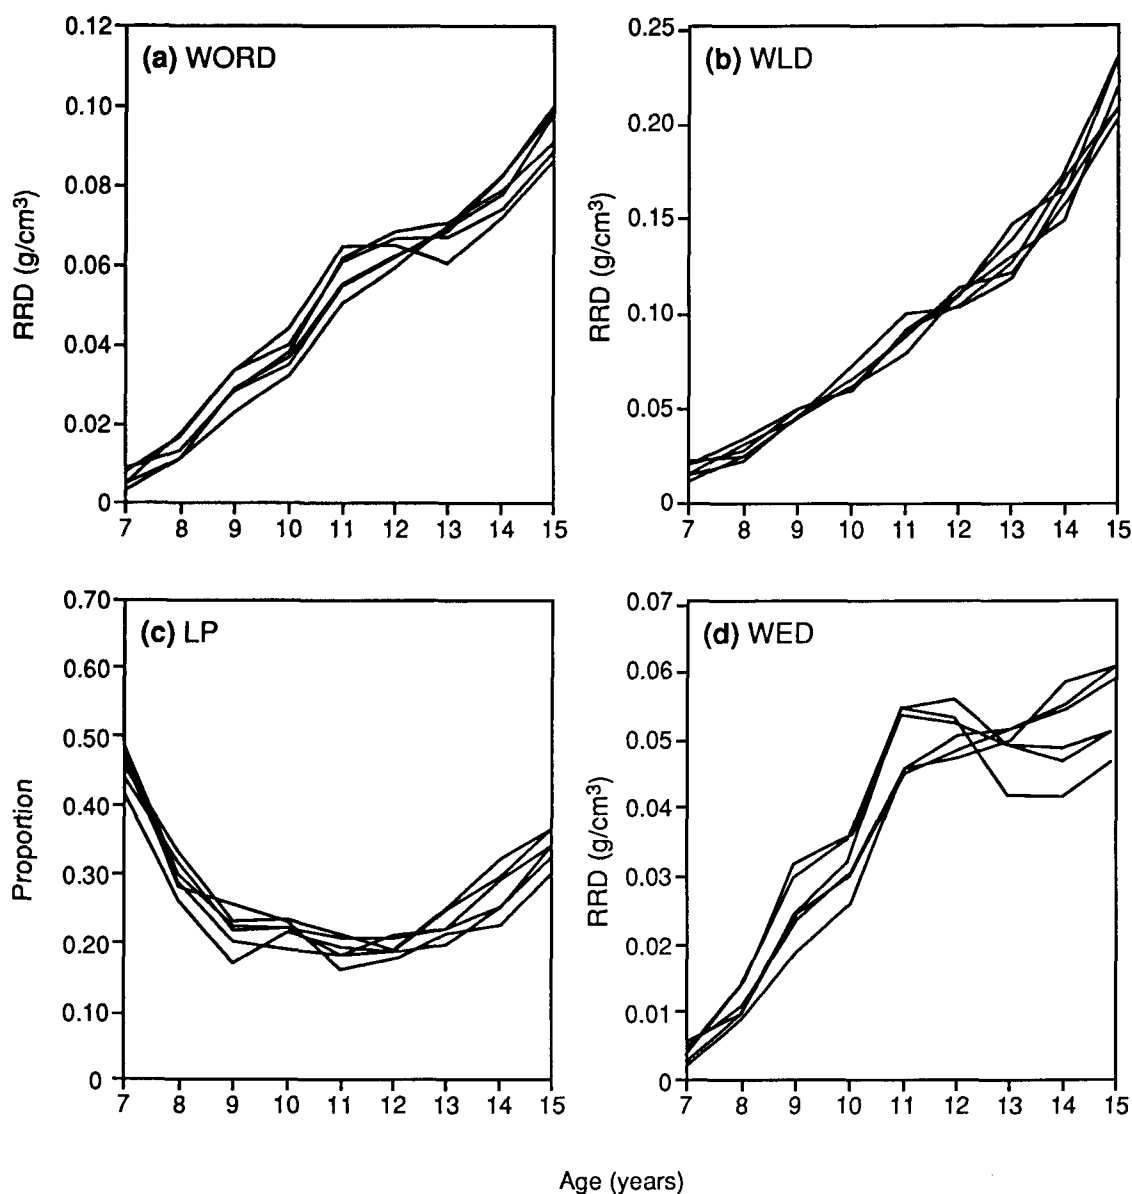 (a) WORD
RRD (g/cm³)
0.12
0.10
0.08
0.06
0.04
0.02
0
7 8 9 10 11 12 13 14 15
(b) WLD
RRD (g/cm³)
0.25
0.20
0.15
0.10
0.05
0
7 8 9 10 11 12 13 14 15
(c) LP
Proportion
0.70
0.60
0.50
0.40
0.30
0.20
0.10
0
7 8 9 10 11 12 13 14 15
(d) WED
RRD (g/cm³)
0.07
0.06
0.05
0.04
0.03
0.02
0.01
0
7 8 9 10 11 12 13 14 15
Age (years)